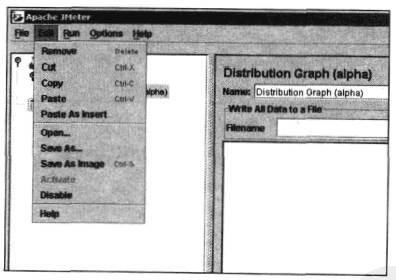 Apache JMeter
File Edit Run Options Help
Remove Delete
Cut Ctrl-X
Copy Ctrl-C
Paste Ctrl-V
Paste As Insert
Open...
Save As...
Save As Image Ctrl-S
Activate
Disable
Help
lpha)
Distribution Graph (alpha)
Name: Distribution Graph (alpha)
Write All Data to a File
Filename